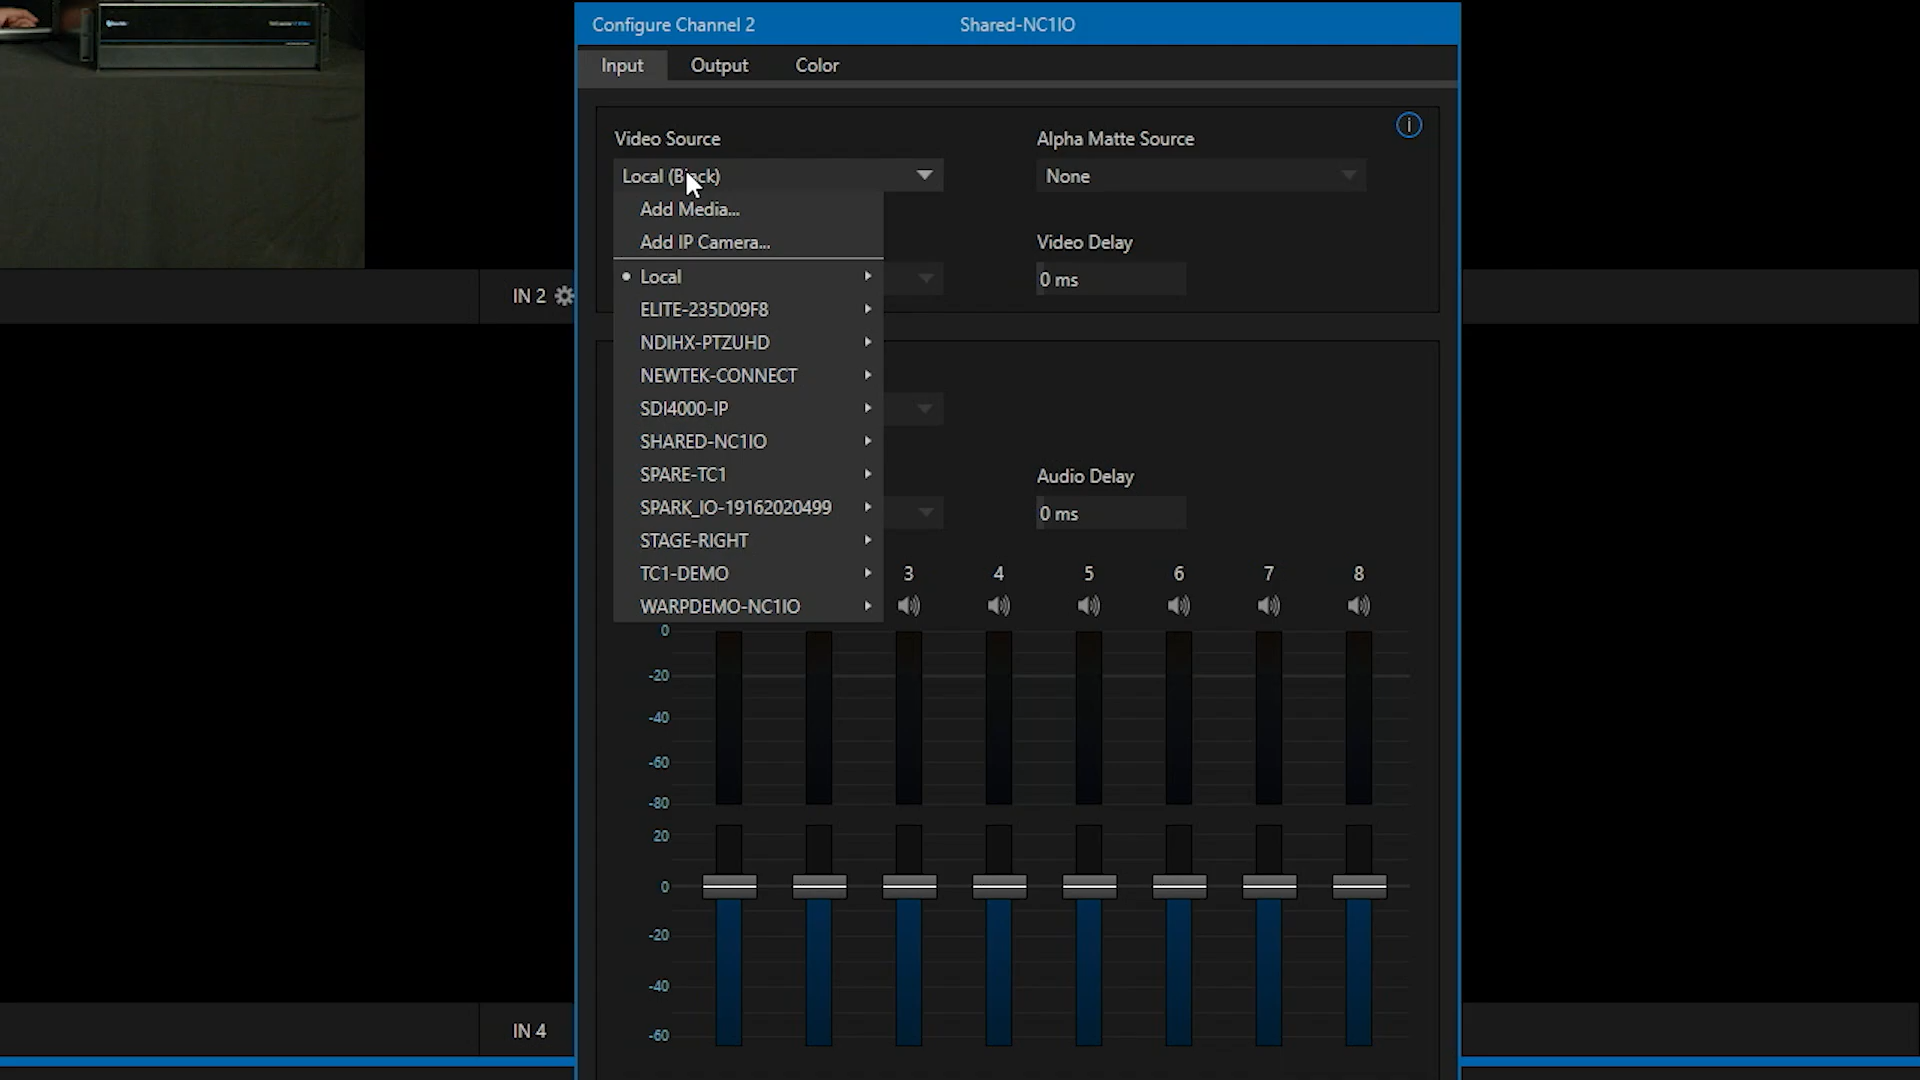 Configure Channel 2
Shared-NC1IO
Input
Output
Color
Video Source
Alpha Matte Source
Local (Black)
None
Add Media...
Add IP Camera...
Video Delay
0 ms
Local
ELITE-235D09F8
NDIHX-PTZUHD
NEWTEK-CONNECT
SDI4000-IP
SHARED-NC1IO
SPARE-TC1
SPARK_IO-19162020499
STAGE-RIGHT
TC1-DEMO
WARPDEMO-NC1IO
IN 2
Audio Delay
0 ms
3 4 5 6 7 8
0
-20
-40
-60
-80
20
0
-20
-40
-60
IN 4